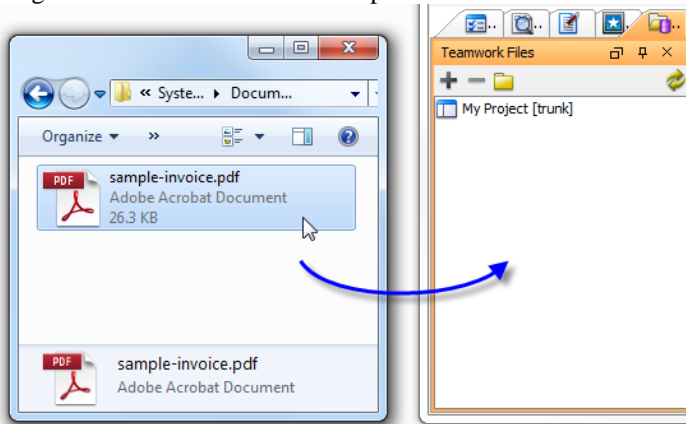 Teamwork Files
« Syste... ▸ Docum...
My Project [trunk]
Organize »
PDF
sample-invoice.pdf
Adobe Acrobat Document
26.3 KB
PDF
sample-invoice.pdf
Adobe Acrobat Document